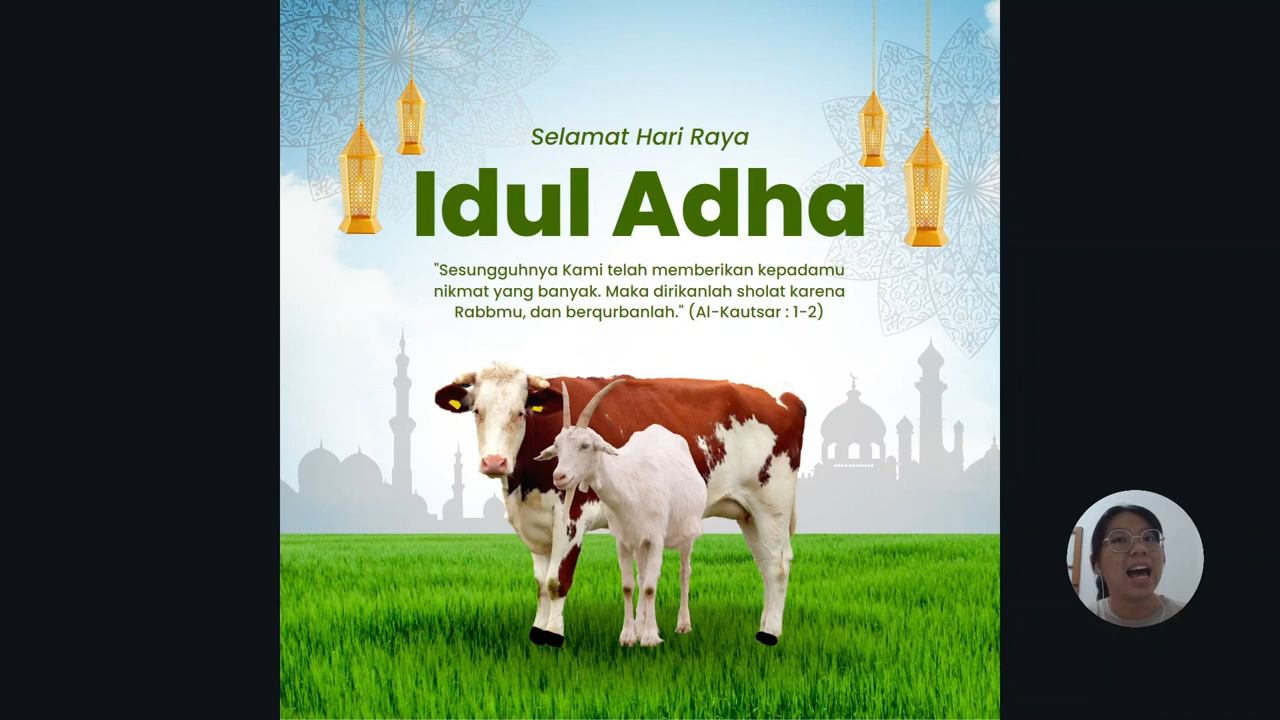 Selamat Hari Raya
Idul Adha
"Sesungguhnya Kami telah memberikan kepadamu
nikmat yang banyak. Maka dirikanlah sholat karena
Rabbmu, dan berqurbanlah." (Al-Kautsar : 1-2)